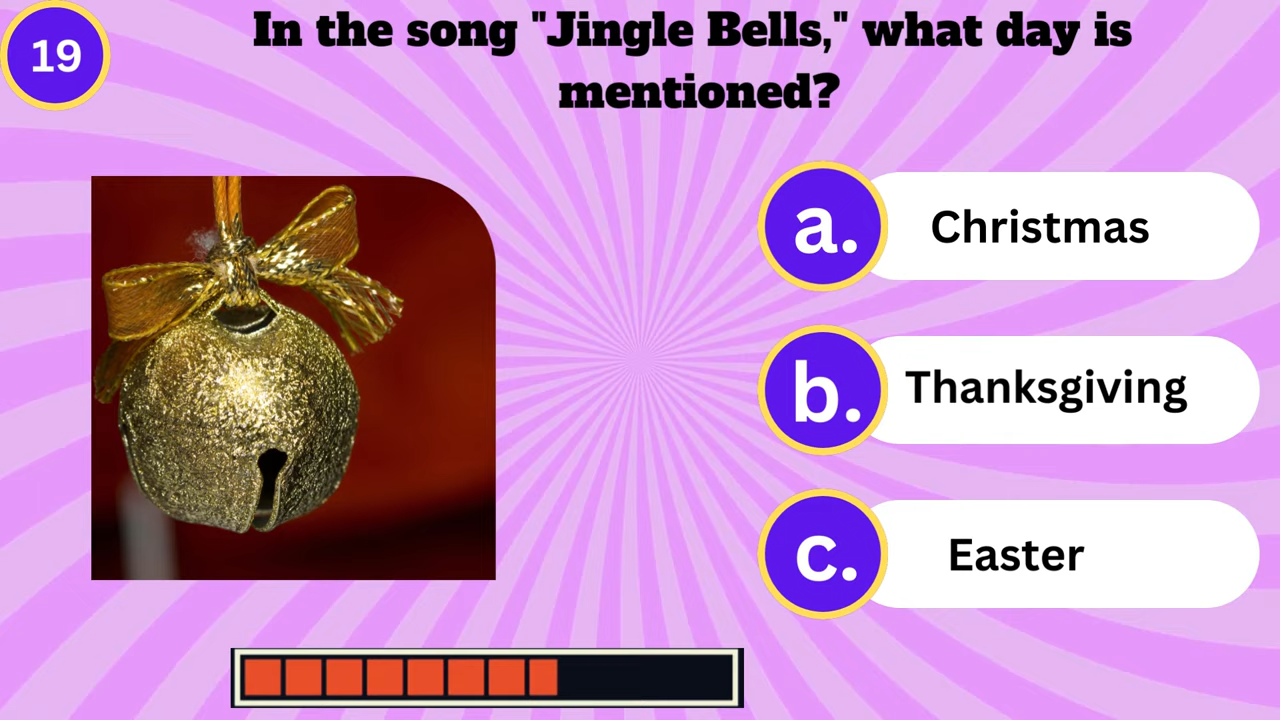 19
In the song "Jingle Bells," what day is
mentioned?
a. Christmas
b. Thanksgiving
c. Easter